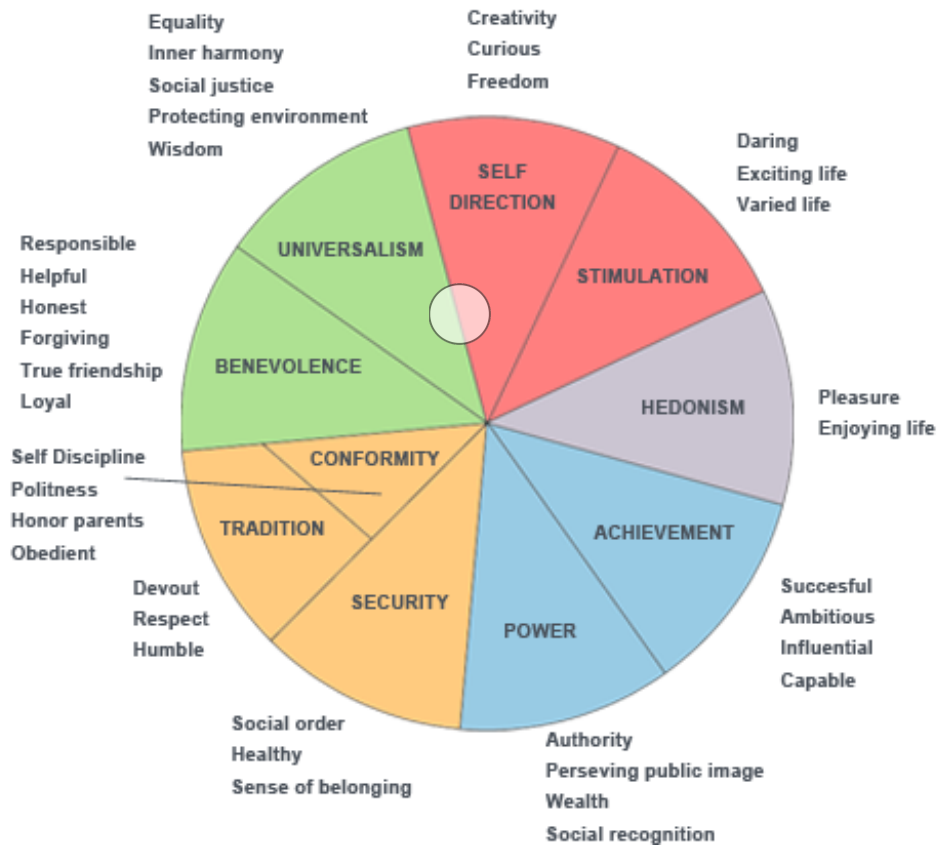 Equality
Inner harmony
Social justice
Protecting environment
Wisdom
Creativity
Curious
Freedom
Daring
Exciting life
Varied life
SELF
DIRECTION
UNIVERSALISM
STIMULATION
Responsible
Helpful
Honest
Forgiving
True friendship
Loyal
BENEVOLENCE
HEDONISM
Pleasure
Enjoying life
Self Discipline
Politness
Honor parents
Obedient
CONFORMITY
TRADITION
ACHIEVEMENT
Devout
Respect
Humble
SECURITY
POWER
Succesful
Ambitious
Influential
Capable
Social order
Healthy
Sense of belonging
Authority
Perseving public image
Wealth
Social recognition